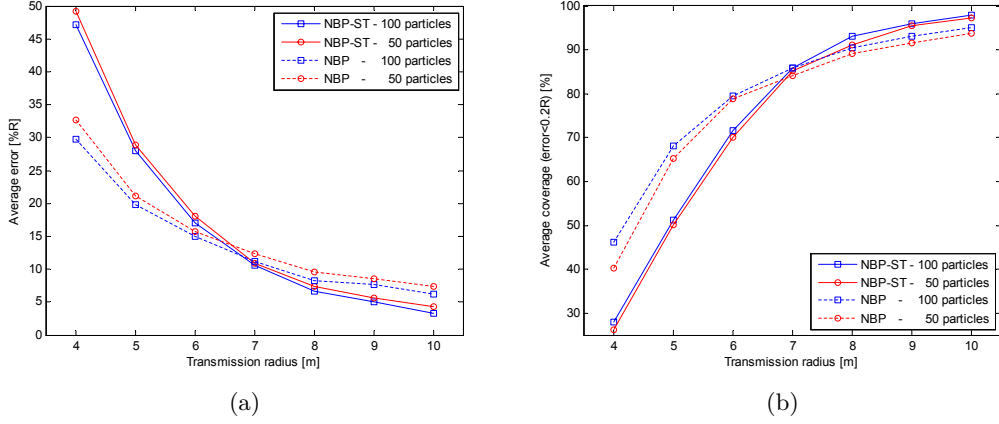 50
45
40
35
30
25
20
15
10
5
0
Average error [%R]
NBP-ST - 100 particles
NBP-ST - 50 particles
NBP - 100 particles
NBP - 50 particles
4 5 6 7 8 9 10
Transmission radius [m]
(a)
100
90
80
70
60
50
40
30
Average coverage (error<0.2R) [%]
NBP-ST - 100 particles
NBP-ST - 50 particles
NBP - 100 particles
NBP - 50 particles
4 5 6 7 8 9 10
Transmission radius [m]
(b)